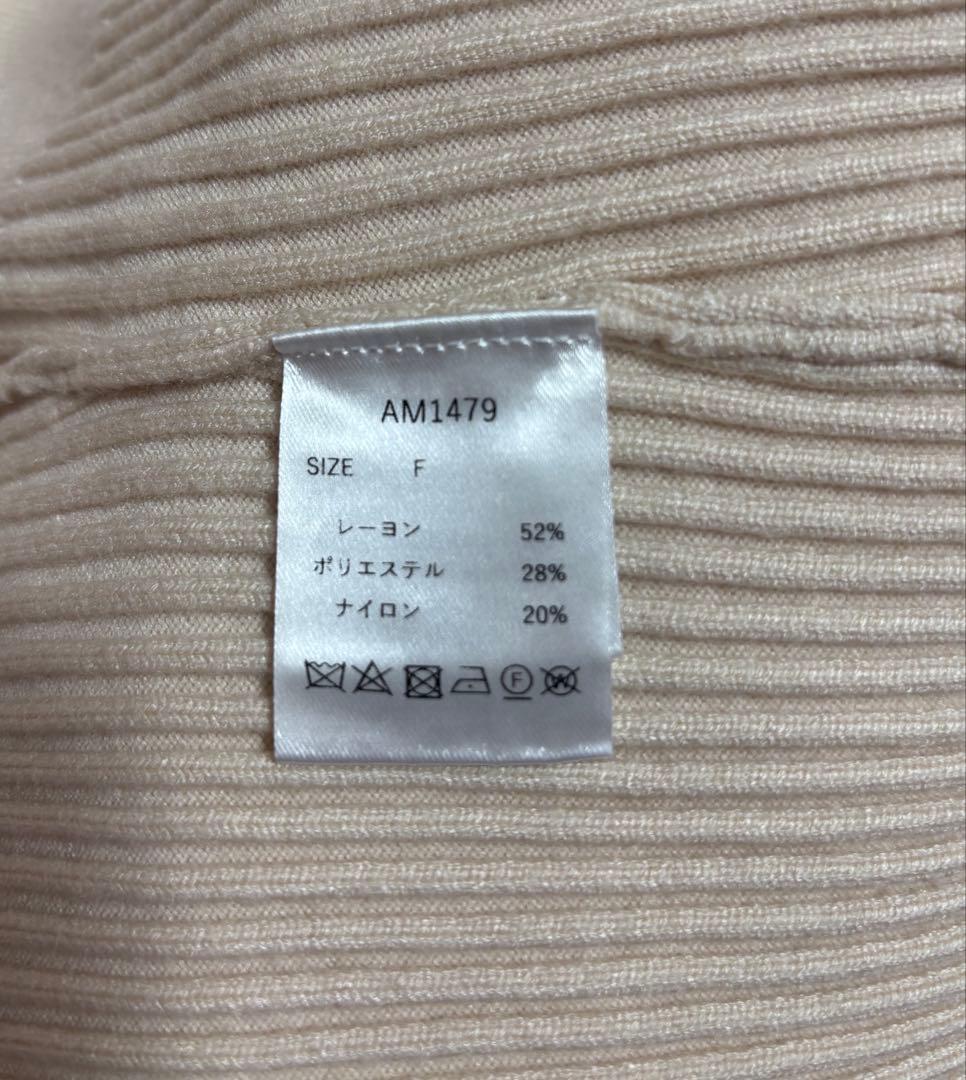 AM1479
SIZE F
レーヨン 52%
ポリエステル 28%
ナイロン 20%
F W